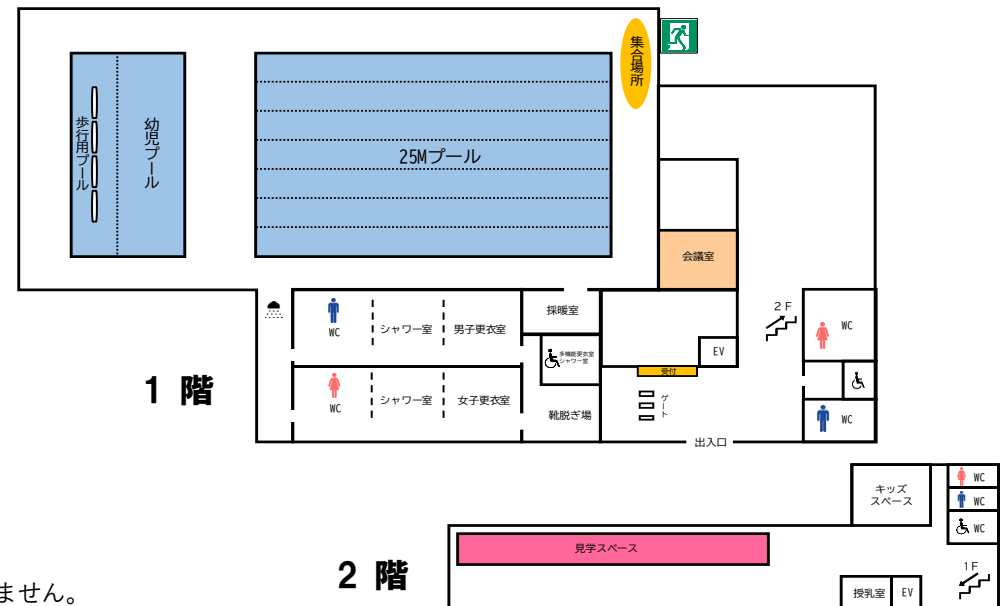 集合場所
歩行用プール
幼児プール
25Mプール
会議室
2F
WC
採暖室
WC
シャワー室
男子更衣室
EV
多機能更衣室
シャワー室
受付
1 階
WC
シャワー室
女子更衣室
靴脱ぎ場
ゲート
WC
出入口
キッズ
スペース
WC
WC
WC
見学スペース
2 階
1F
授乳室
EV
ません。